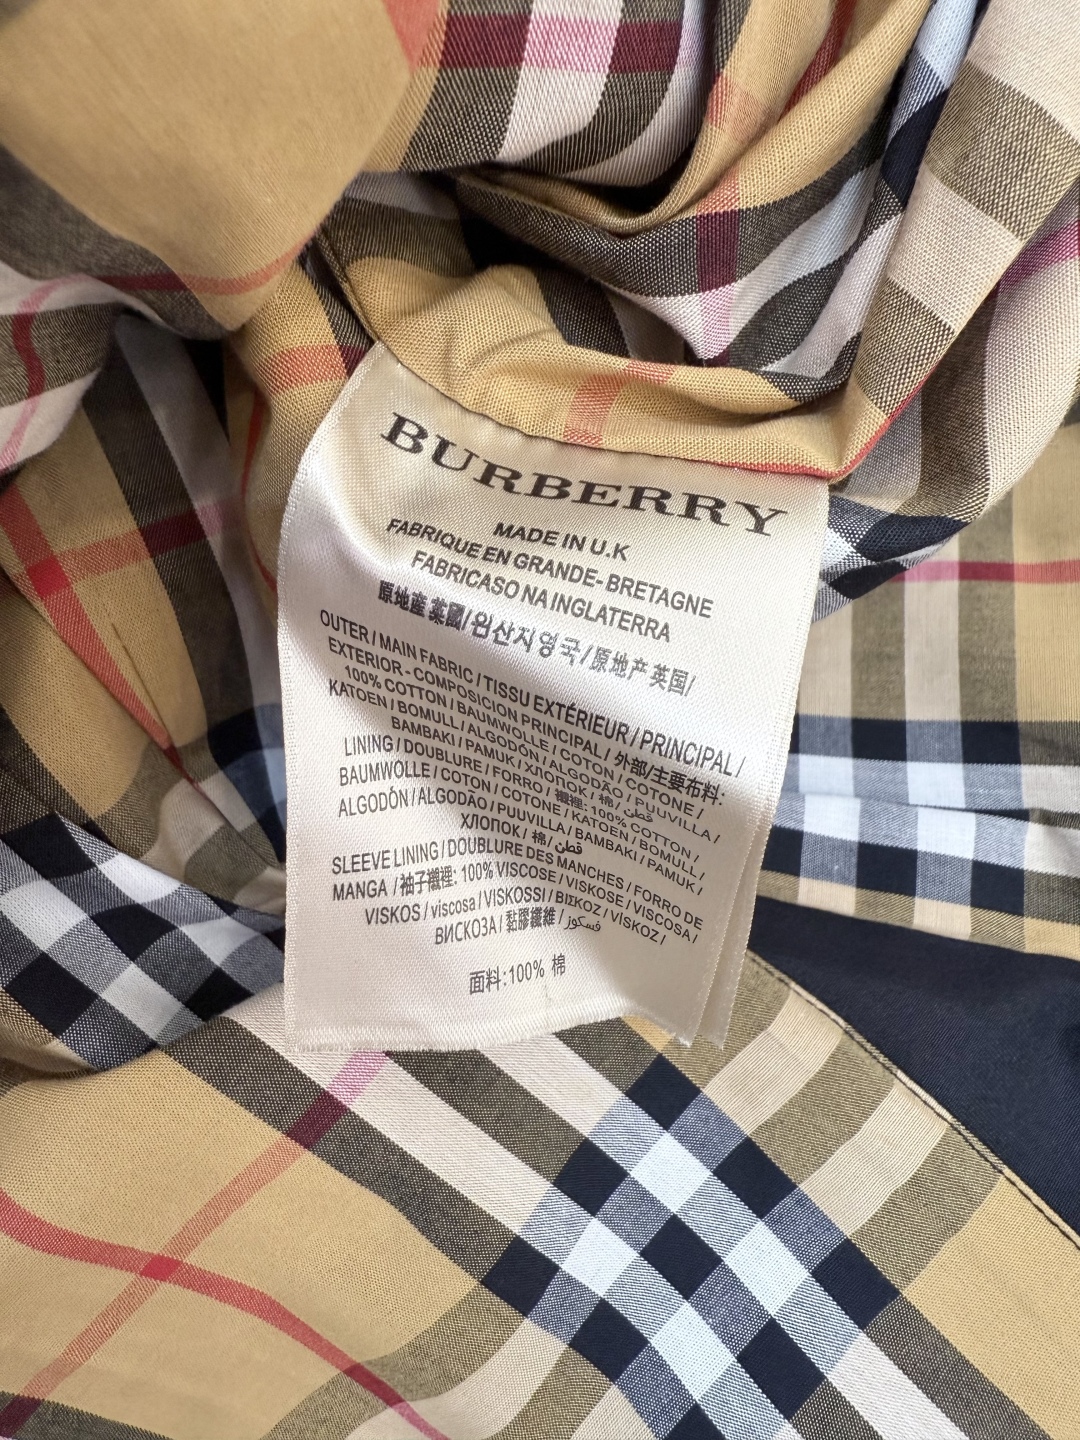 BURBERRY
MADE IN U.K
FABRIQUE EN GRANDE-BRETAGNE
FABRICASO NA INGLATERRA
原地産 英國/원산지 영국/原地产 英国/
OUTER / MAIN FABRIC / TISSU EXTÉRIEUR / PRINCIPAL /
EXTERIOR - COMPOSICION PRINCIPAL / 外部/主要布料:
100% COTTON / BAUMWOLLE / COTON / COTONE /
KATOEN / BOMULL / ALGODÓN / ALGODÃO / PUUVILLA /
BAMBAKI / PAMUK / ХЛОПОК / 棉 / قطن
LINING / DOUBLURE / FORRO / 襯裡: 100% COTTON /
BAUMWOLLE / COTON / COTONE / KATOEN / BOMULL /
ALGODÓN / ALGODÃO / PUUVILLA / BAMBAKI / PAMUK /
ХЛОПОК / 棉 / قطن
SLEEVE LINING / DOUBLURE DES MANCHES / FORRO DE
MANGA / 袖子襯裡: 100% VISCOSE / VISKOSE / VISCOSA /
VISKOS / viscosa / VISKOSSI / ΒΙΣΚΟΖ / VİSKOZ /
ВИСКОЗА / 黏膠纖維 / فسكوز
面料:100% 棉